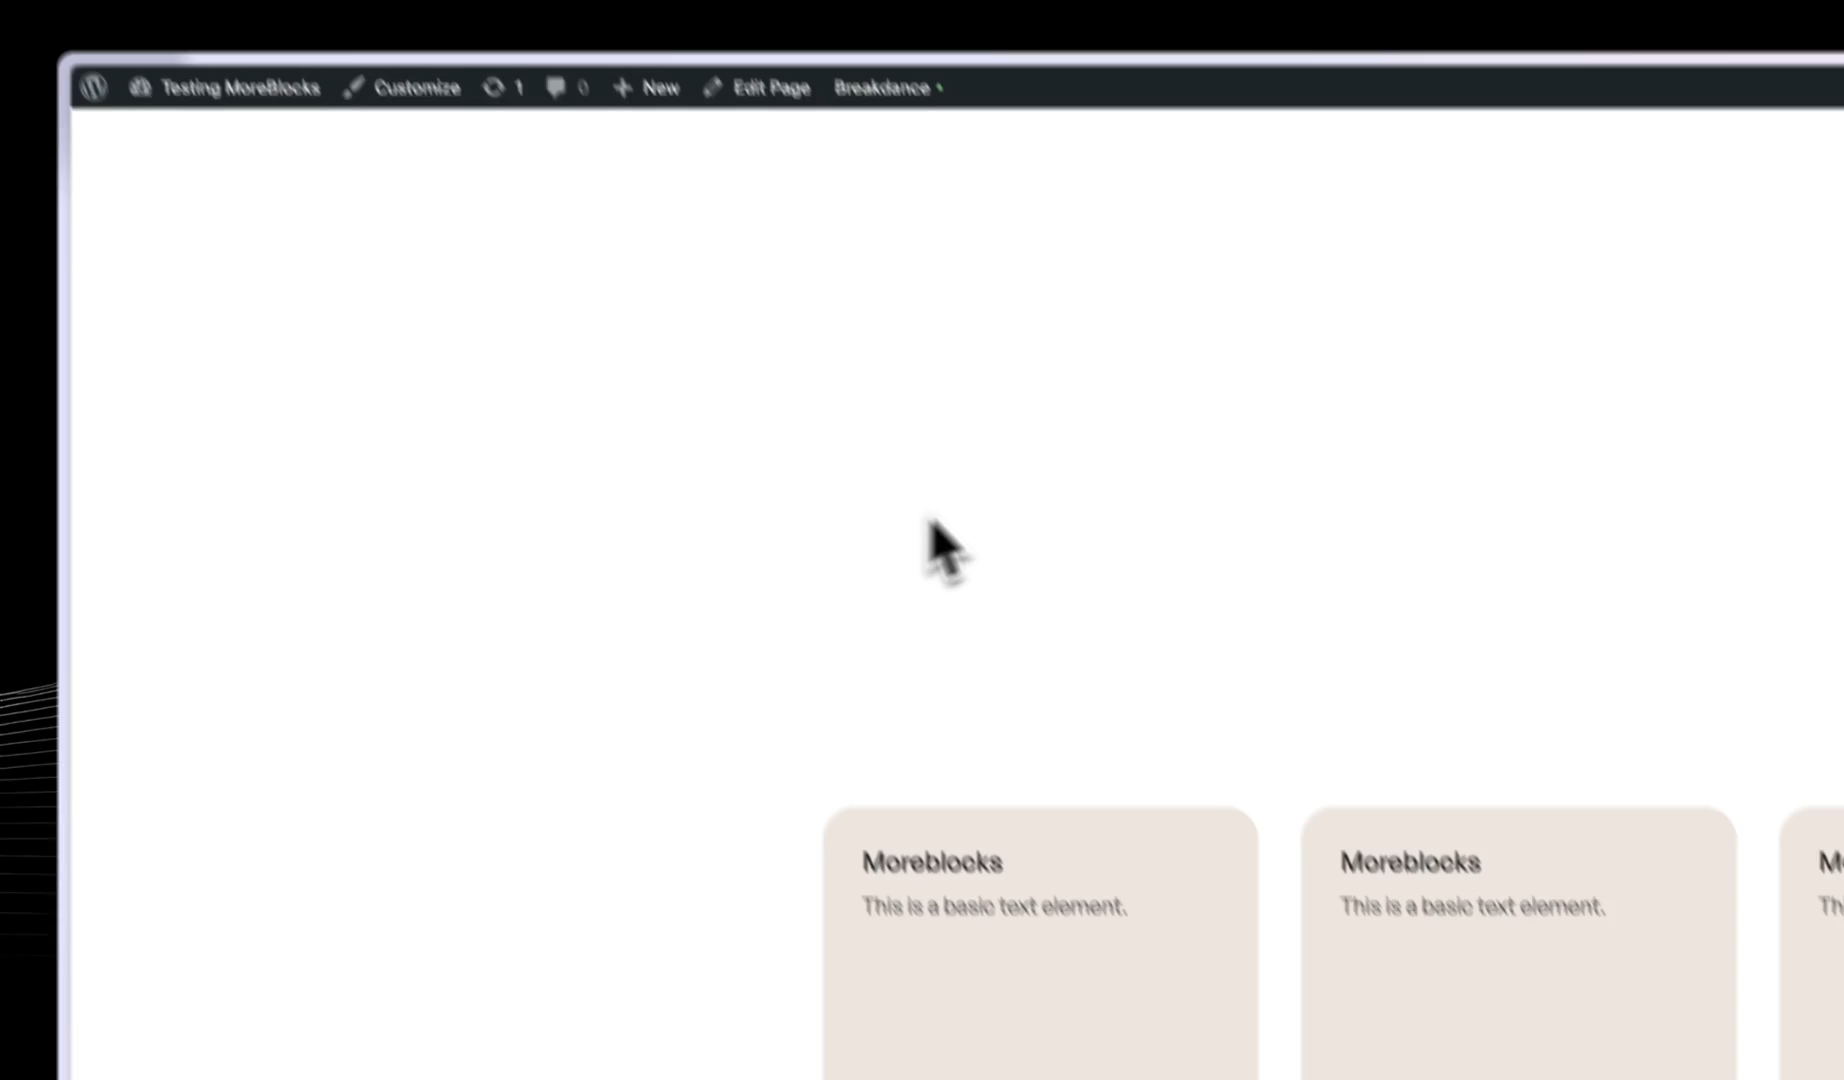 Testing MoreBlocks Customize 1 0 New Edit Page Breakdance
Moreblocks
This is a basic text element.
Moreblocks
This is a basic text element.
M
Th